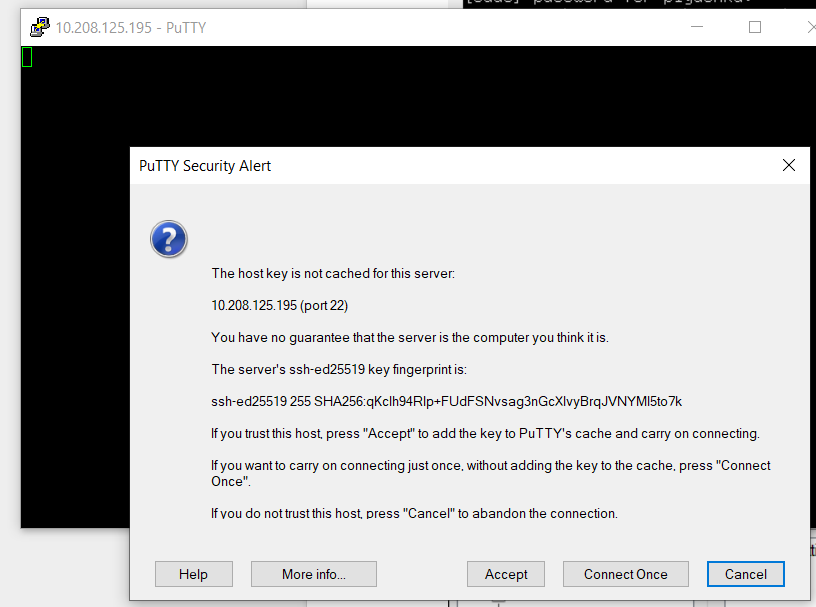 10.208.125.195 - PuTTY
PuTTY Security Alert
The host key is not cached for this server:
10.208.125.195 (port 22)
You have no guarantee that the server is the computer you think it is.
The server's ssh-ed25519 key fingerprint is:
ssh-ed25519 255 SHA256:qKclh94Rlp+FUdFSNvsag3nGcXlvyBrqJVNYMl5to7k
If you trust this host, press "Accept" to add the key to PuTTY's cache and carry on connecting.
If you want to carry on connecting just once, without adding the key to the cache, press "Connect
Once".
If you do not trust this host, press "Cancel" to abandon the connection.
Help
More info...
Accept
Connect Once
Cancel